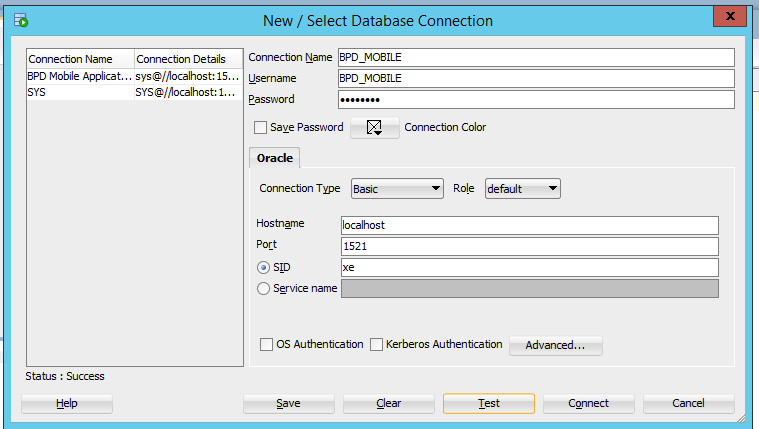 New / Select Database Connection
x
Connection Name Connection Details
BPD Mobile Applicat... sys@//localhost:15...
SYS SYS@//localhost:1...
Connection Name BPD_MOBILE
Username BPD_MOBILE
Password ••••••••
Save Password Connection Color
Oracle
Connection Type Basic Role default
Hostname localhost
Port 1521
SID xe
Service name
OS Authentication Kerberos Authentication Advanced...
Status : Success
Help Save Clear Test Connect Cancel